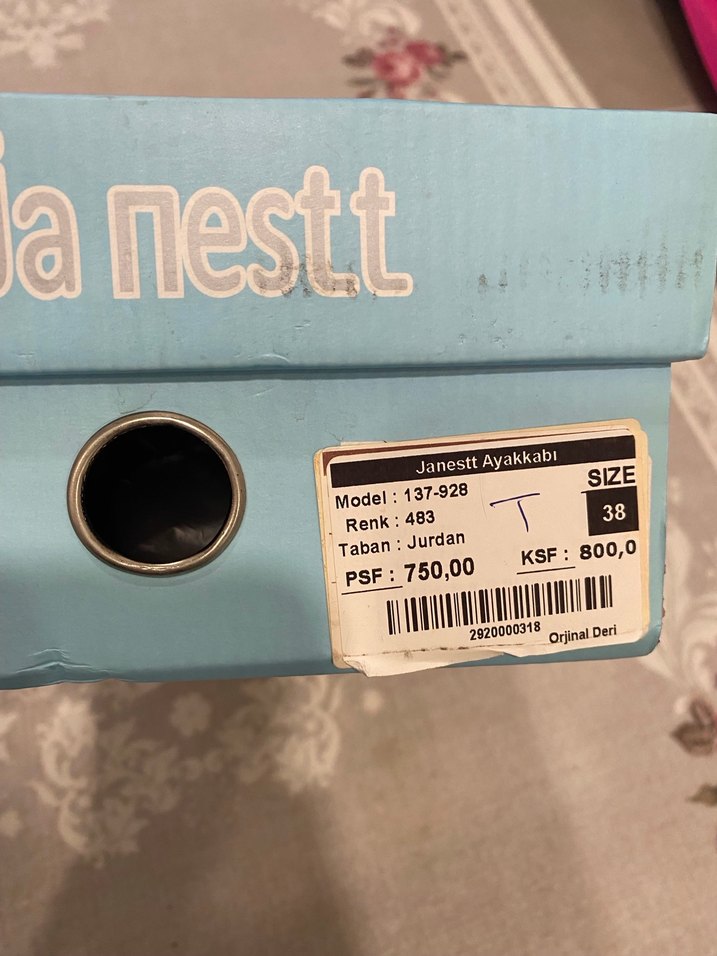 ja nestt
Janestt Ayakkabı
Model : 137-928
SIZE
Renk : 483
T
38
Taban : Jurdan
PSF : 750,00
KSF : 800,0
2920000318
Orjinal Deri